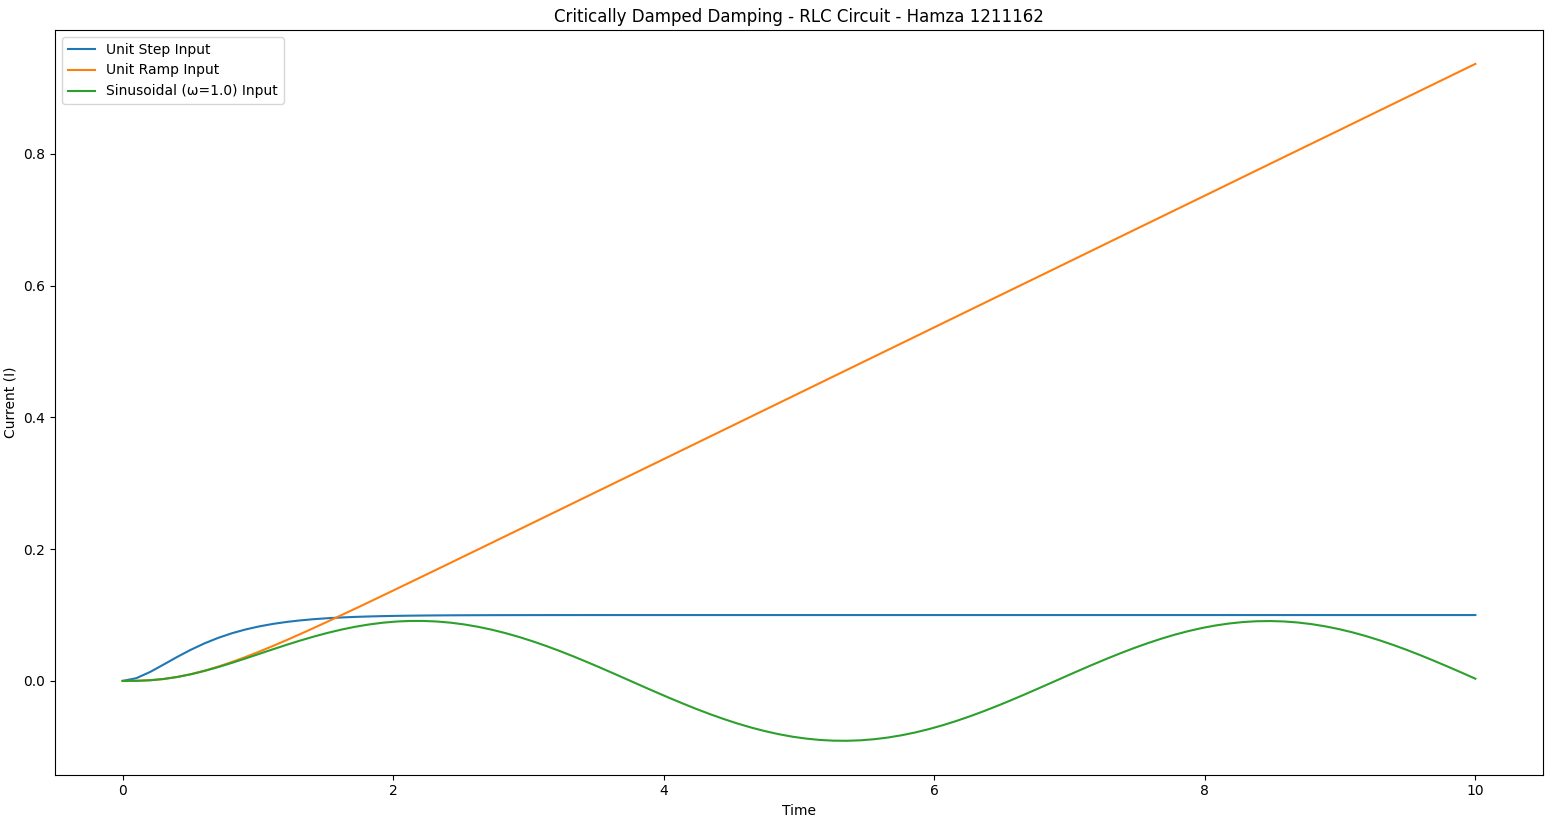 Critically Damped Damping - RLC Circuit - Hamza 1211162
Unit Step Input
Unit Ramp Input
Sinusoidal (ω=1.0) Input
Current (I)
0.8
0.6
0.4
0.2
0.0
0 2 4 6 8 10
Time